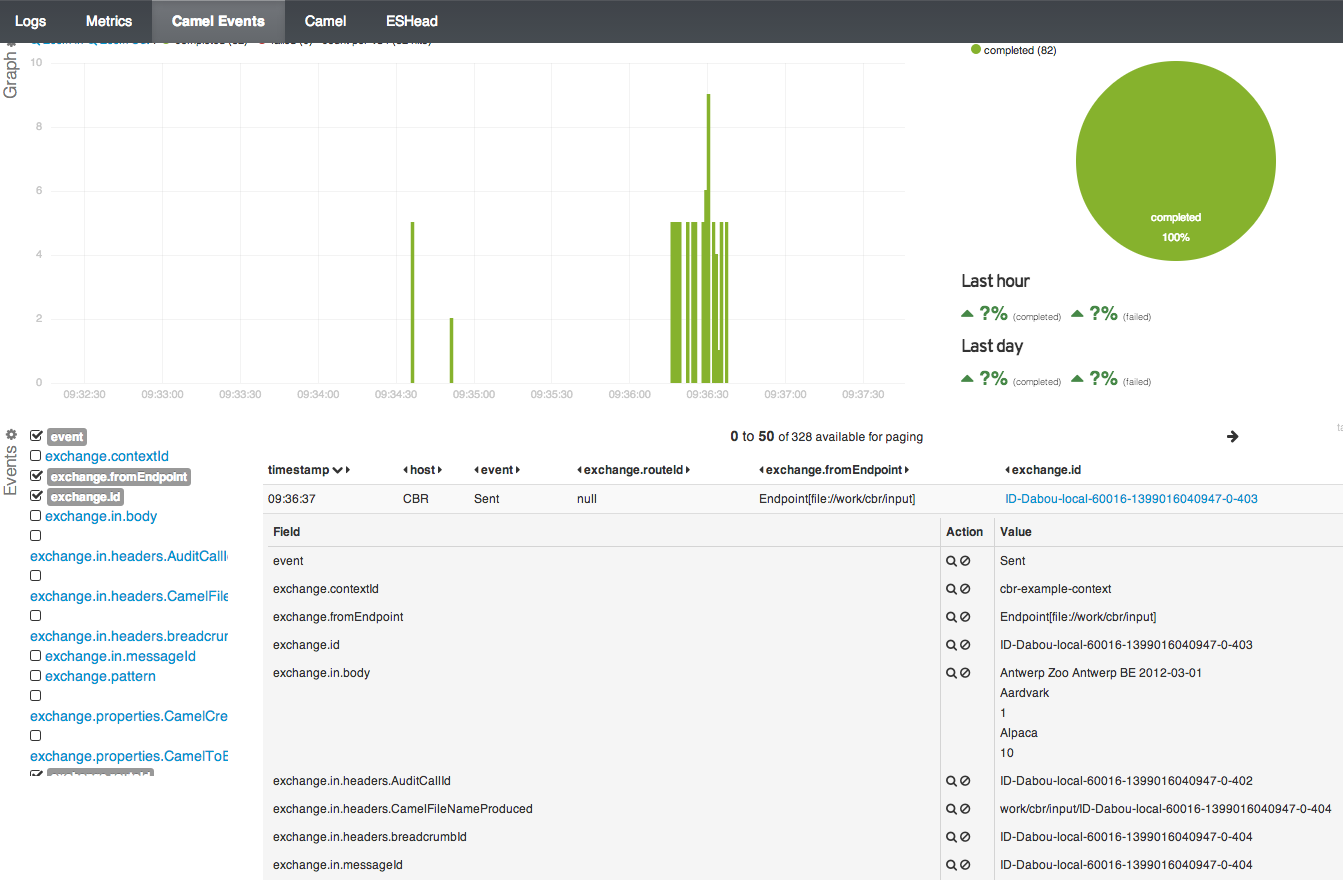 Logs Metrics Camel Events Camel ESHead
Graph
completed (82)
10
8
6
4
2
0
09:32:30 09:33:00 09:33:30 09:34:00 09:34:30 09:35:00 09:35:30 09:36:00 09:36:30 09:37:00 09:37:30
completed
100%
Last hour
?% (completed) ?% (failed)
Last day
?% (completed) ?% (failed)
Events
event
exchange.contextId
exchange.fromEndpoint
exchange.id
exchange.in.body
exchange.in.headers.AuditCallI
exchange.in.headers.CamelFile
exchange.in.headers.breadcrum
exchange.in.messageId
exchange.pattern
exchange.properties.CamelCre
exchange.properties.CamelToE
exchange.routeId
0 to 50 of 328 available for paging
timestamp host event exchange.routeId exchange.fromEndpoint exchange.id
09:36:37 CBR Sent null Endpoint[file://work/cbr/input] ID-Dabou-local-60016-1399016040947-0-403
Field Action Value
event Sent
exchange.contextId cbr-example-context
exchange.fromEndpoint Endpoint[file://work/cbr/input]
exchange.id ID-Dabou-local-60016-1399016040947-0-403
exchange.in.body Antwerp Zoo Antwerp BE 2012-03-01
Aardvark
1
Alpaca
10
exchange.in.headers.AuditCallId ID-Dabou-local-60016-1399016040947-0-402
exchange.in.headers.CamelFileNameProduced work/cbr/input/ID-Dabou-local-60016-1399016040947-0-404
exchange.in.headers.breadcrumbId ID-Dabou-local-60016-1399016040947-0-404
exchange.in.messageId ID-Dabou-local-60016-1399016040947-0-404